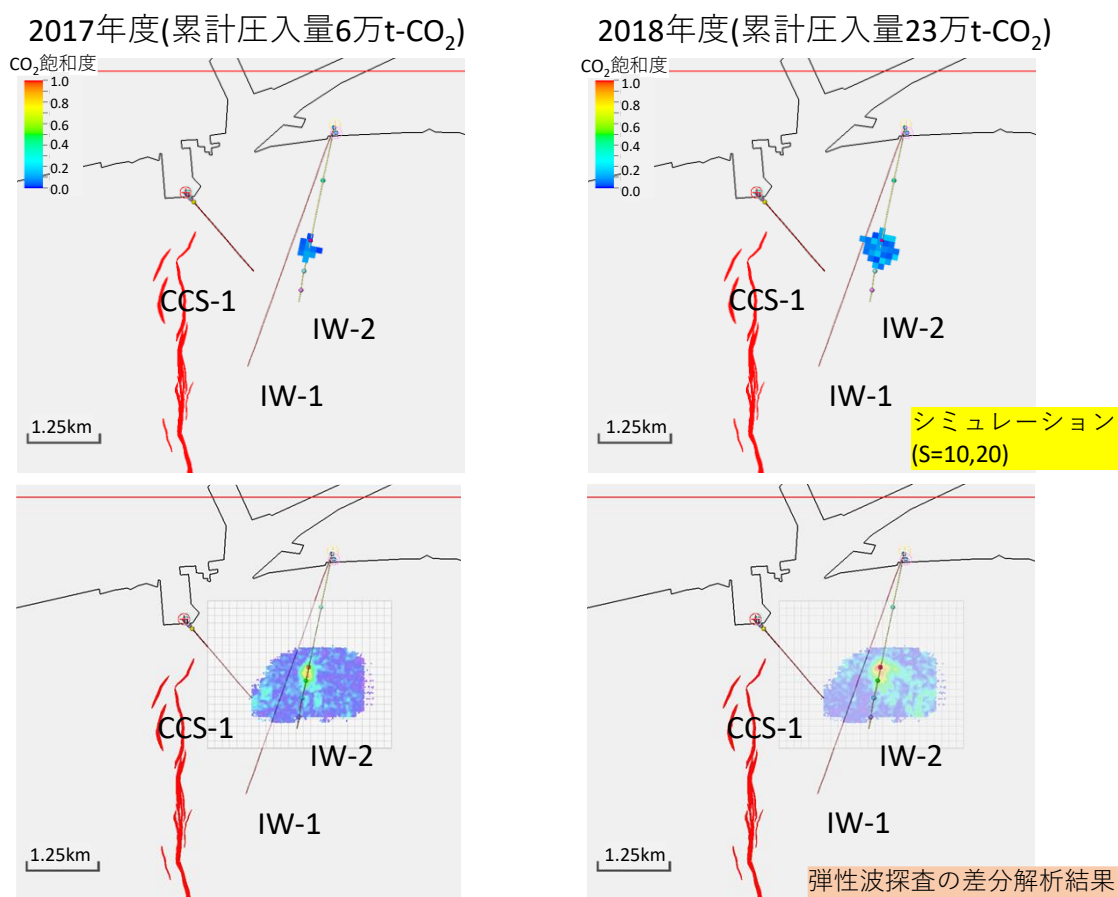 2017年度(累計圧入量6万t-CO₂)
2018年度(累計圧入量23万t-CO₂)
CO₂飽和度
1.0
0.8
0.6
0.4
0.2
0.0
CCS-1
IW-2
IW-1
1.25km
CO₂飽和度
1.0
0.8
0.6
0.4
0.2
0.0
CCS-1
IW-2
IW-1
1.25km
シミュレーション
(S=10,20)
CCS-1
IW-2
IW-1
1.25km
CCS-1
IW-2
IW-1
1.25km
弾性波探査の差分解析結果